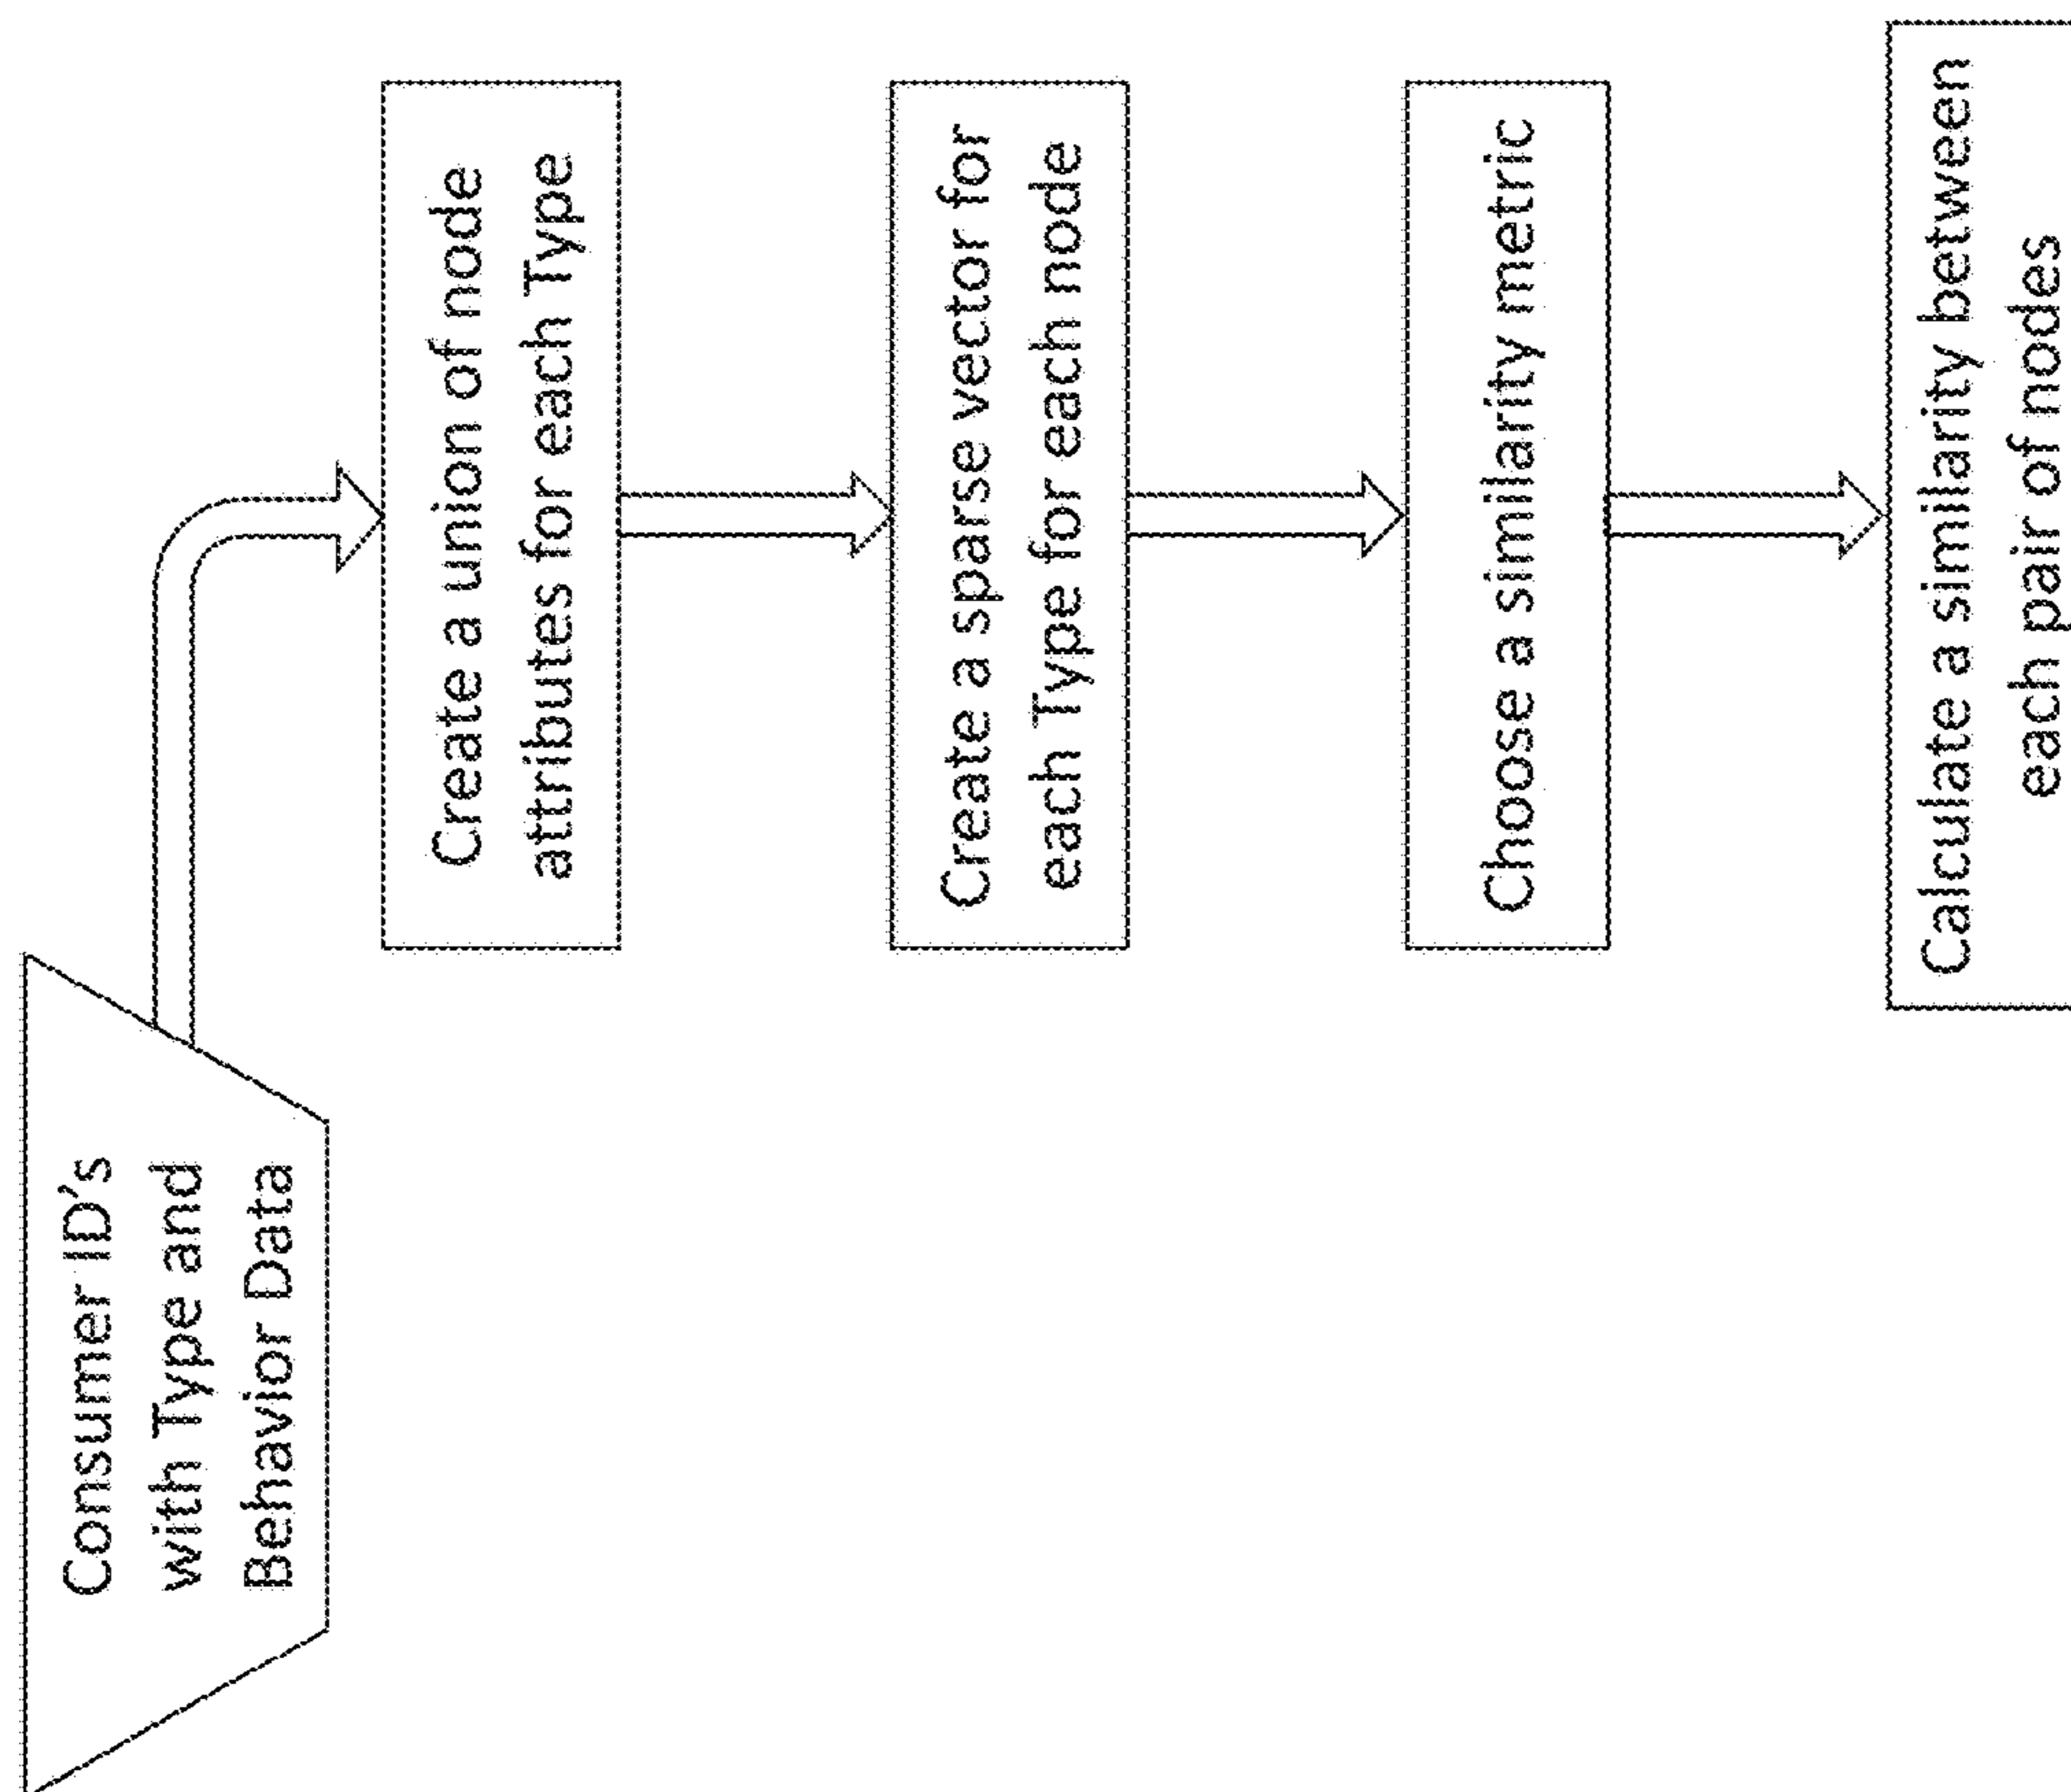 Consumer ID's
with Type and
Behavior Data
Create a union of node
attributes for each Type
Create a sparse vector for
each Type for each node
Choose a similarity metric
Calculate a similarity between
each pair of nodes